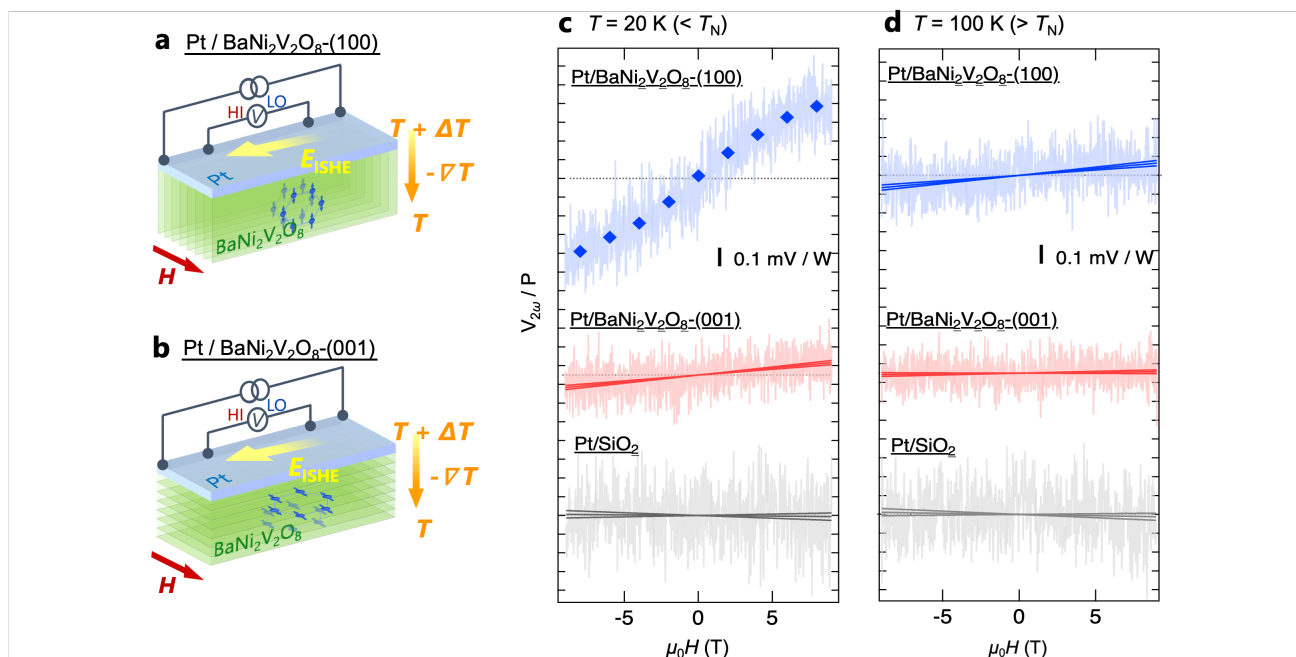 a Pt / BaNi₂V₂O₈-(100)
HI
LO
V
T + ΔT
E_ISHE
- ∇T
Pt
T
BaNi₂V₂O₈
H
b Pt / BaNi₂V₂O₈-(001)
HI
LO
V
T + ΔT
E_ISHE
- ∇T
Pt
T
BaNi₂V₂O₈
H
c T = 20 K (< T_N)
Pt/BaNi₂V₂O₈-(100)
0.1 mV / W
V₂ω / P
Pt/BaNi₂V₂O₈-(001)
Pt/SiO₂
-5 0 5
μ₀H (T)
d T = 100 K (> T_N)
Pt/BaNi₂V₂O₈-(100)
0.1 mV / W
Pt/BaNi₂V₂O₈-(001)
Pt/SiO₂
-5 0 5
μ₀H (T)